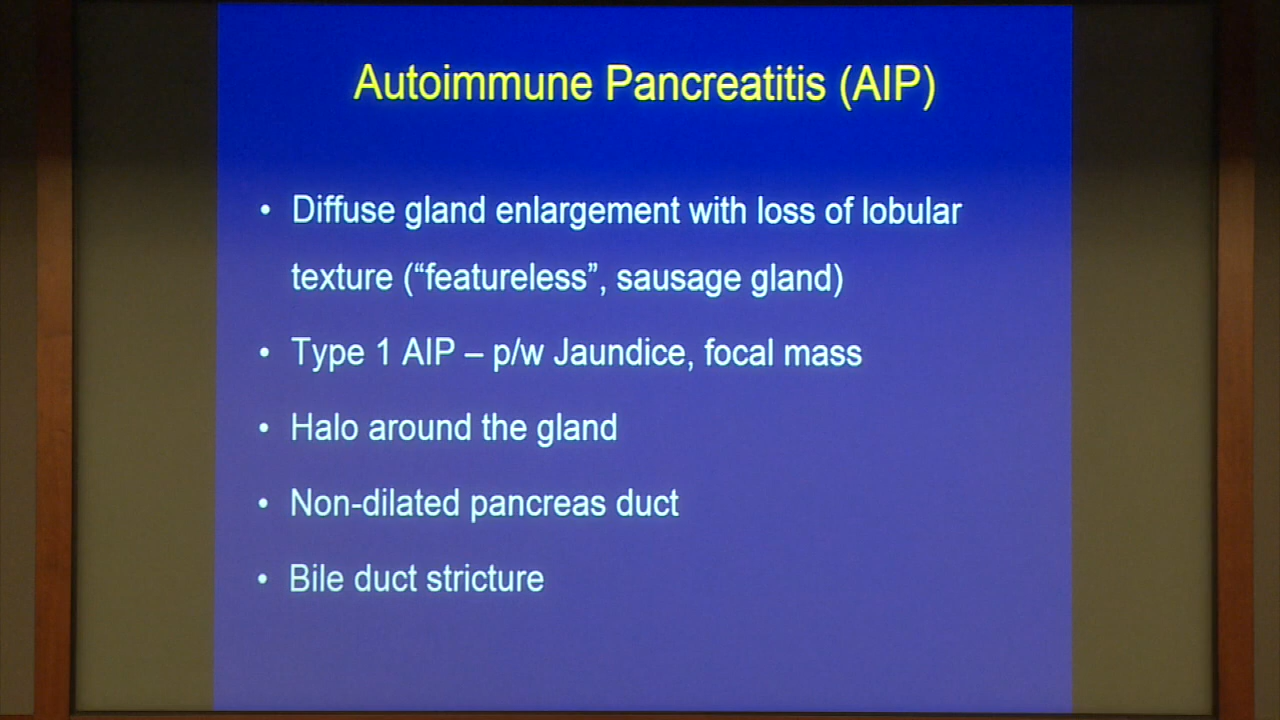 Autoimmune Pancreatitis (AIP)
• Diffuse gland enlargement with loss of lobular
texture (“featureless”, sausage gland)
• Type 1 AIP – p/w Jaundice, focal mass
• Halo around the gland
• Non-dilated pancreas duct
• Bile duct stricture